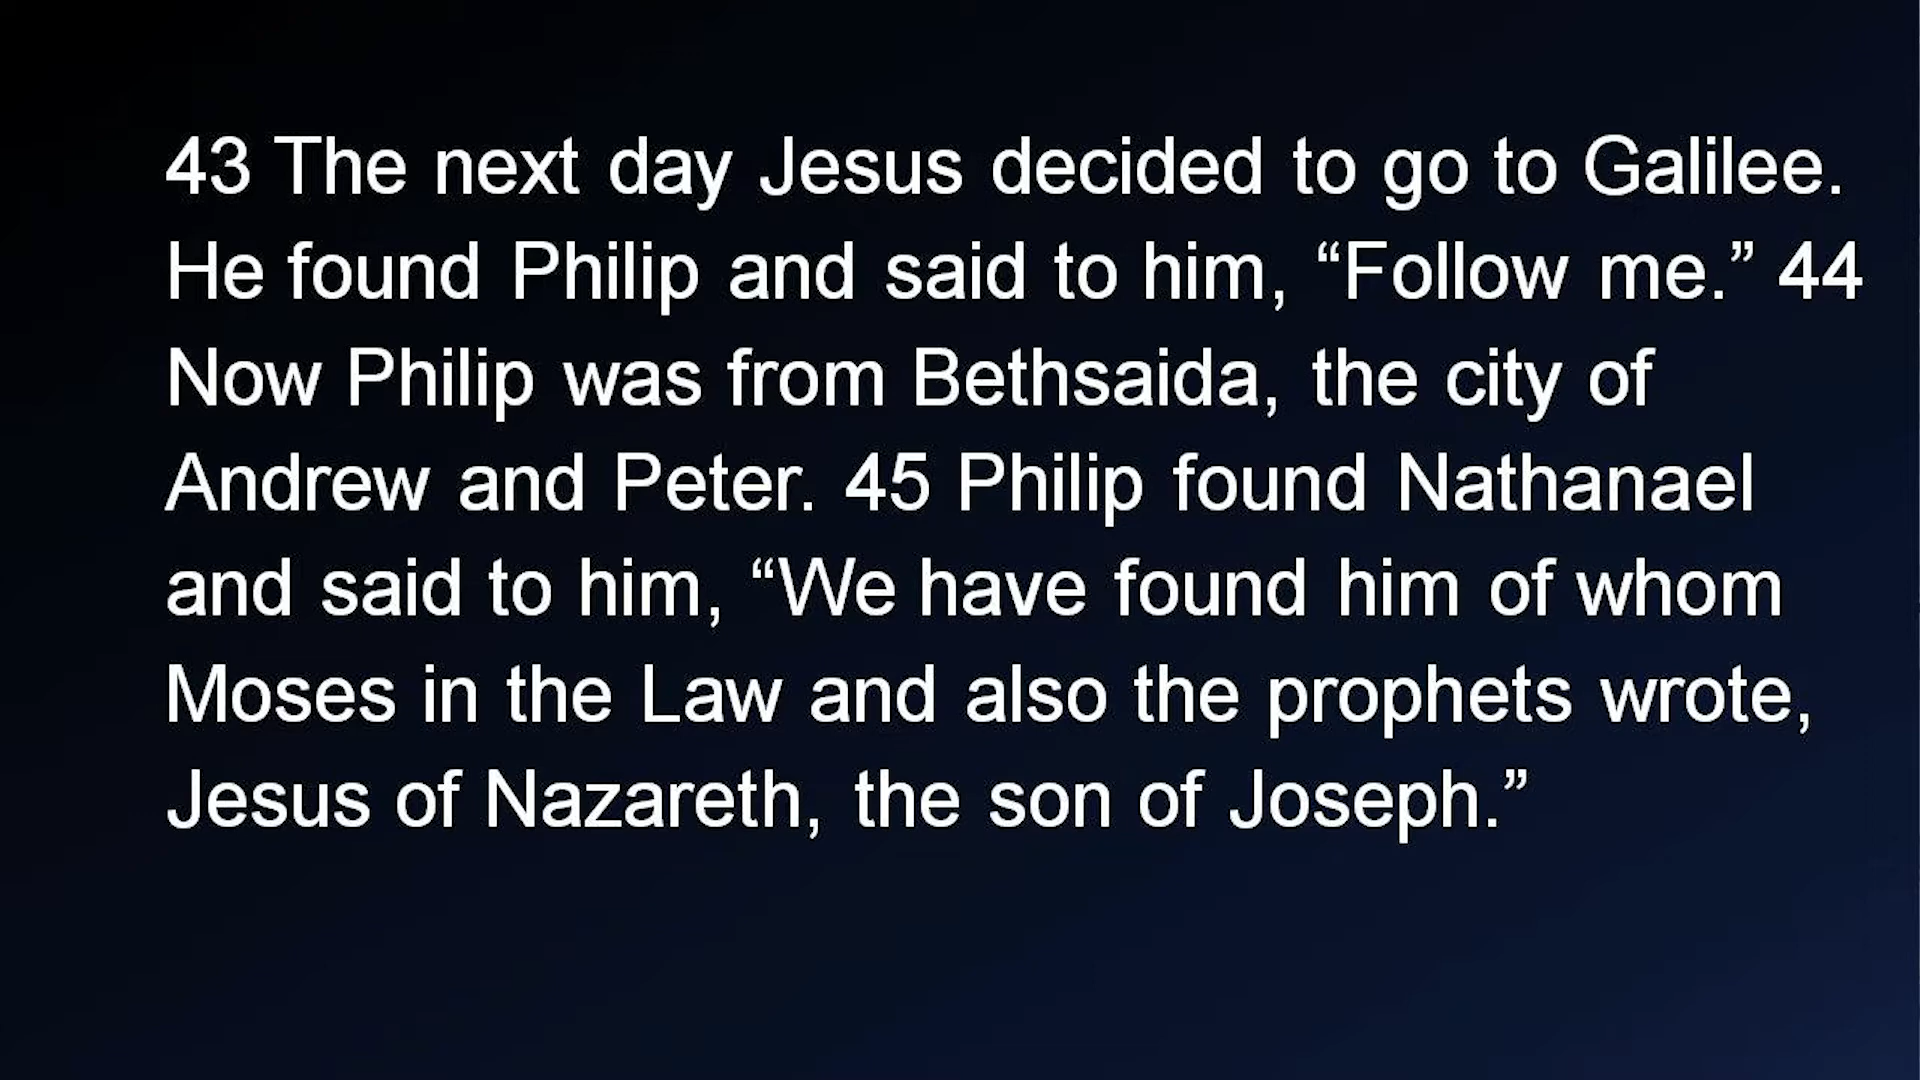 43 The next day Jesus decided to go to Galilee.
He found Philip and said to him, “Follow me.” 44
Now Philip was from Bethsaida, the city of
Andrew and Peter. 45 Philip found Nathanael
and said to him, “We have found him of whom
Moses in the Law and also the prophets wrote,
Jesus of Nazareth, the son of Joseph.”